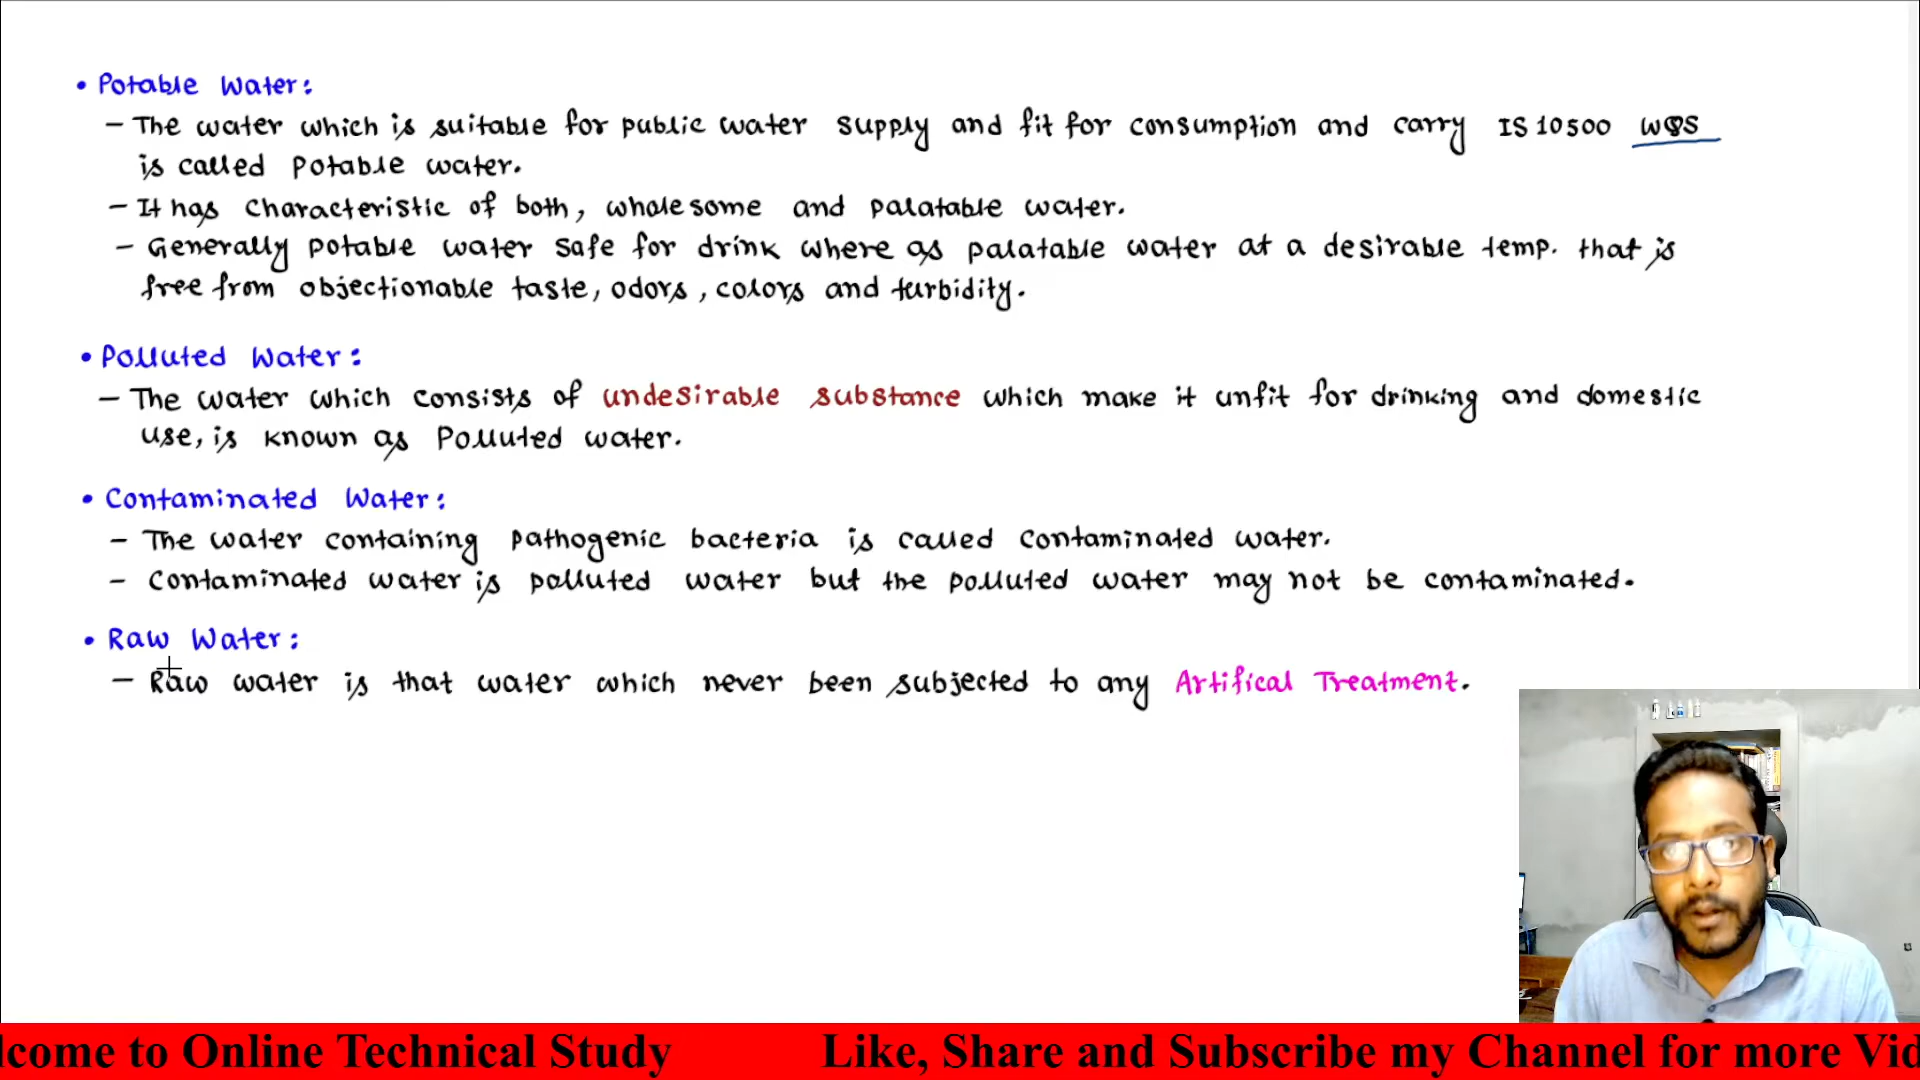 • Potable Water:
– The water which is suitable for public water supply and fit for consumption and carry IS 10500 WQS
is called potable water.
– It has characteristic of both, wholesome and palatable water.
– Generally potable water safe for drink where as palatable water at a desirable temp. that is
free from objectionable taste, odors, colors and turbidity.
• Polluted Water:
– The water which consists of undesirable substance which make it unfit for drinking and domestic
use, is known as Polluted water.
• Contaminated Water:
– The water containing pathogenic bacteria is called contaminated water.
– Contaminated water is polluted water but the polluted water may not be contaminated.
• Raw Water:
– Raw water is that water which never been subjected to any Artifical Treatment.
lcome to Online Technical Study Like, Share and Subscribe my Channel for more Vid